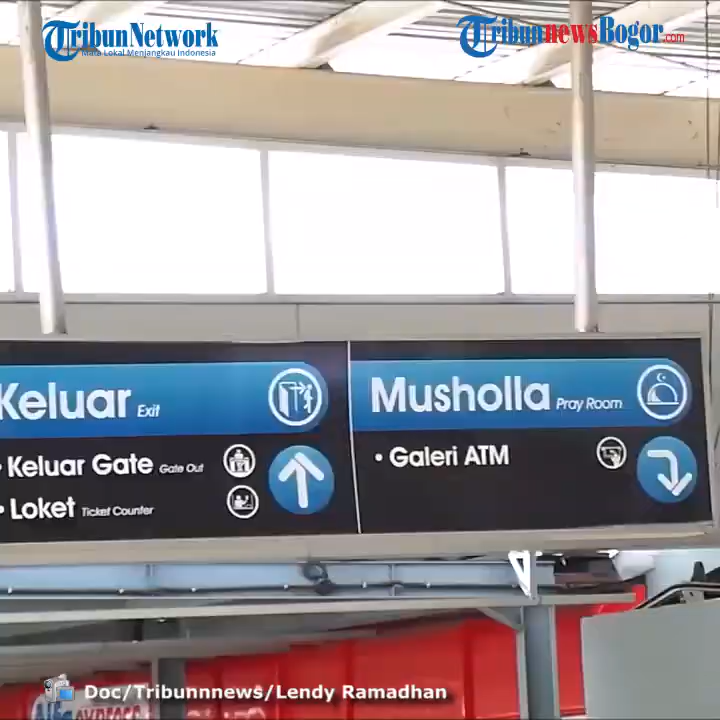 TribunNetwork
Mata Lokal Menjangkau Indonesia
TribunnewsBogor.com
Keluar Exit
• Keluar Gate Gate Out
• Loket Ticket Counter
Musholla Pray Room
• Galeri ATM
Doc/Tribunnnews/Lendy Ramadhan